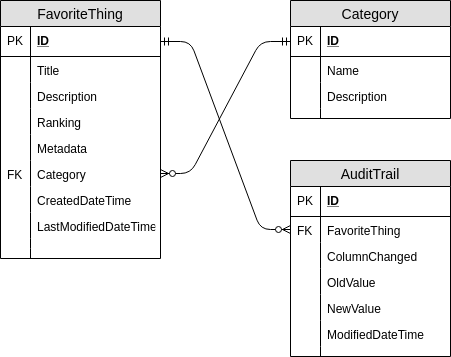 FavoriteThing
PK ID
Title
Description
Ranking
Metadata
FK Category
CreatedDateTime
LastModifiedDateTime
Category
PK ID
Name
Description
AuditTrail
PK ID
FK FavoriteThing
ColumnChanged
OldValue
NewValue
ModifiedDateTime